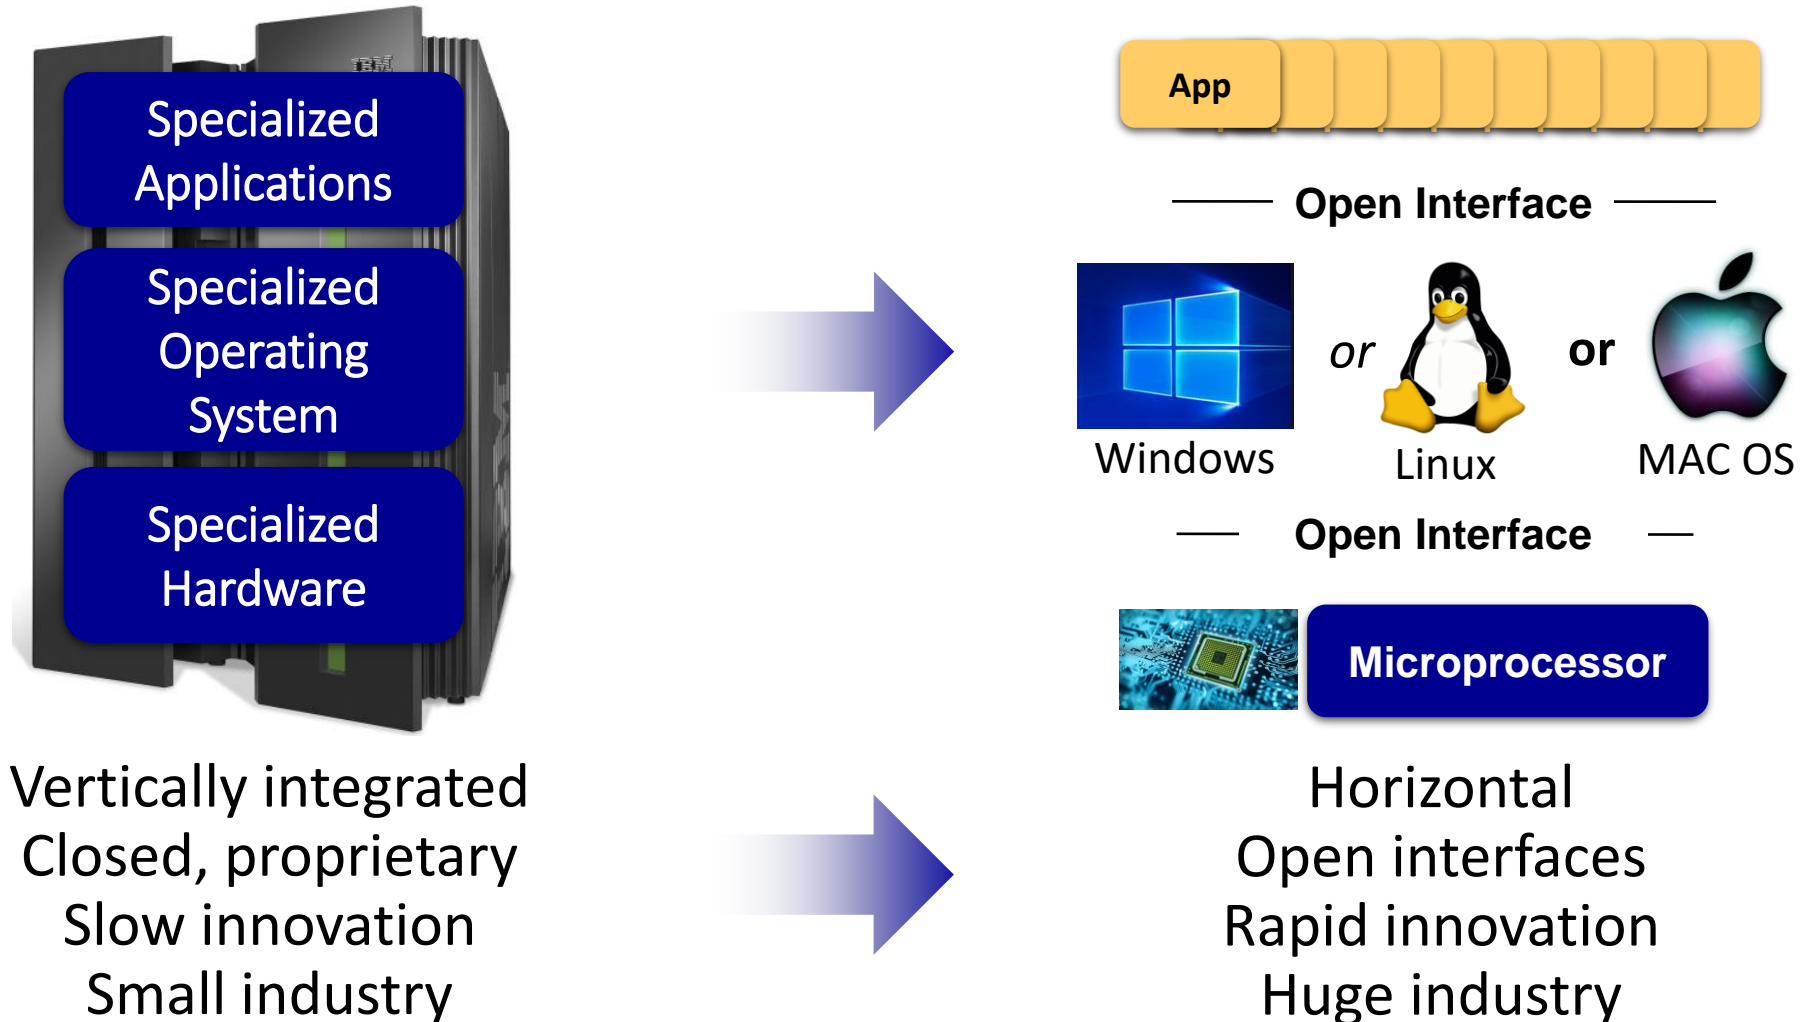 IBM
Specialized
Applications
Specialized
Operating
System
Specialized
Hardware
Vertically integrated
Closed, proprietary
Slow innovation
Small industry
App
Open Interface
or
or
Windows
Linux
MAC OS
Open Interface
Microprocessor
Horizontal
Open interfaces
Rapid innovation
Huge industry